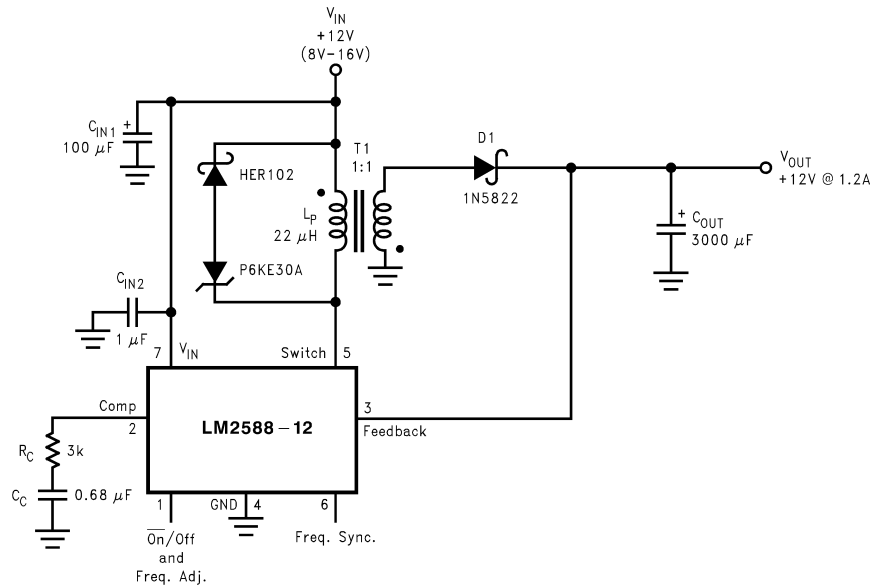 V_IN
+12V
(8V–16V)
C_IN1 +
100 μF
HER102
T1
1:1
D1
1N5822
V_OUT
+12V @ 1.2A
L_P
22 μH
+ C_OUT
3000 μF
P6KE30A
C_IN2
1 μF
7 V_IN
Switch 5
Comp
2
LM2588–12
3
Feedback
R_C 3k
C_C 0.68 μF
1
GND 4
6
On/Off
and
Freq. Adj.
Freq. Sync.